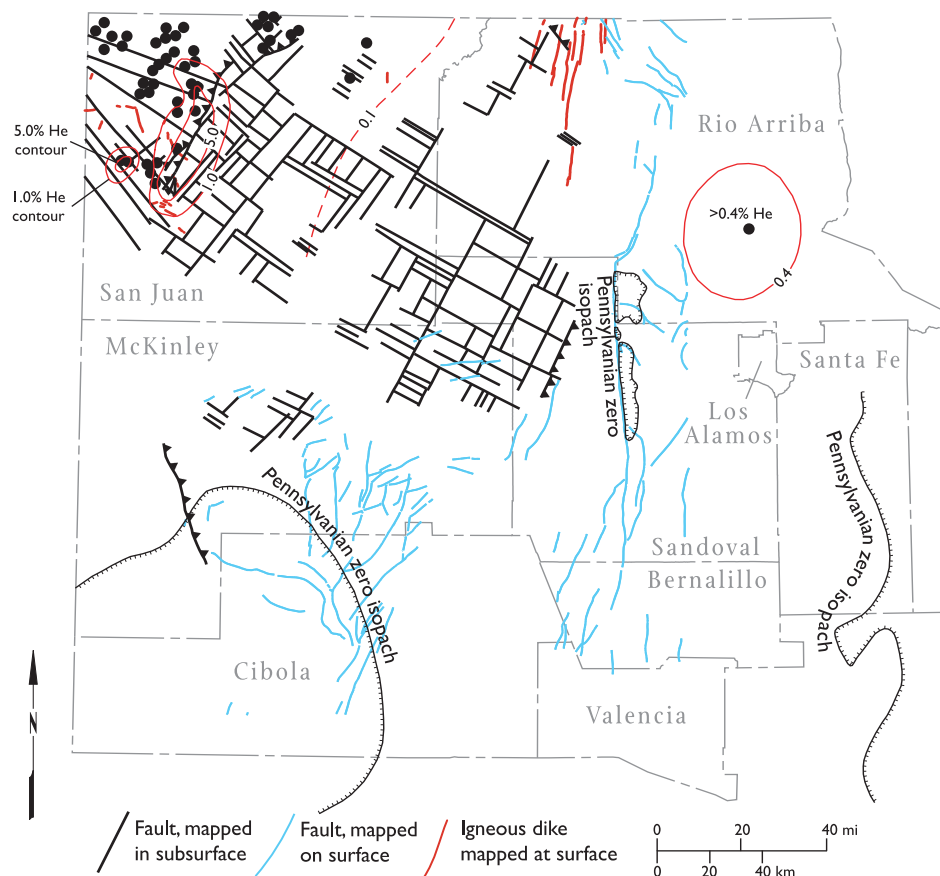 Rio Arriba
0.1
5.0% He
contour
5.0
1.0
1.0% He
contour
>0.4% He
0.4
San Juan
Pennsylvanian zero
isopach
McKinley
Santa Fe
Los
Alamos
Pennsylvanian zero isopach
Pennsylvanian zero isopach
Sandoval
Bernalillo
Cibola
Valencia
N
Fault, mapped
in subsurface
Fault, mapped
on surface
Igneous dike
mapped at surface
0 20 40 mi
0 20 40 km